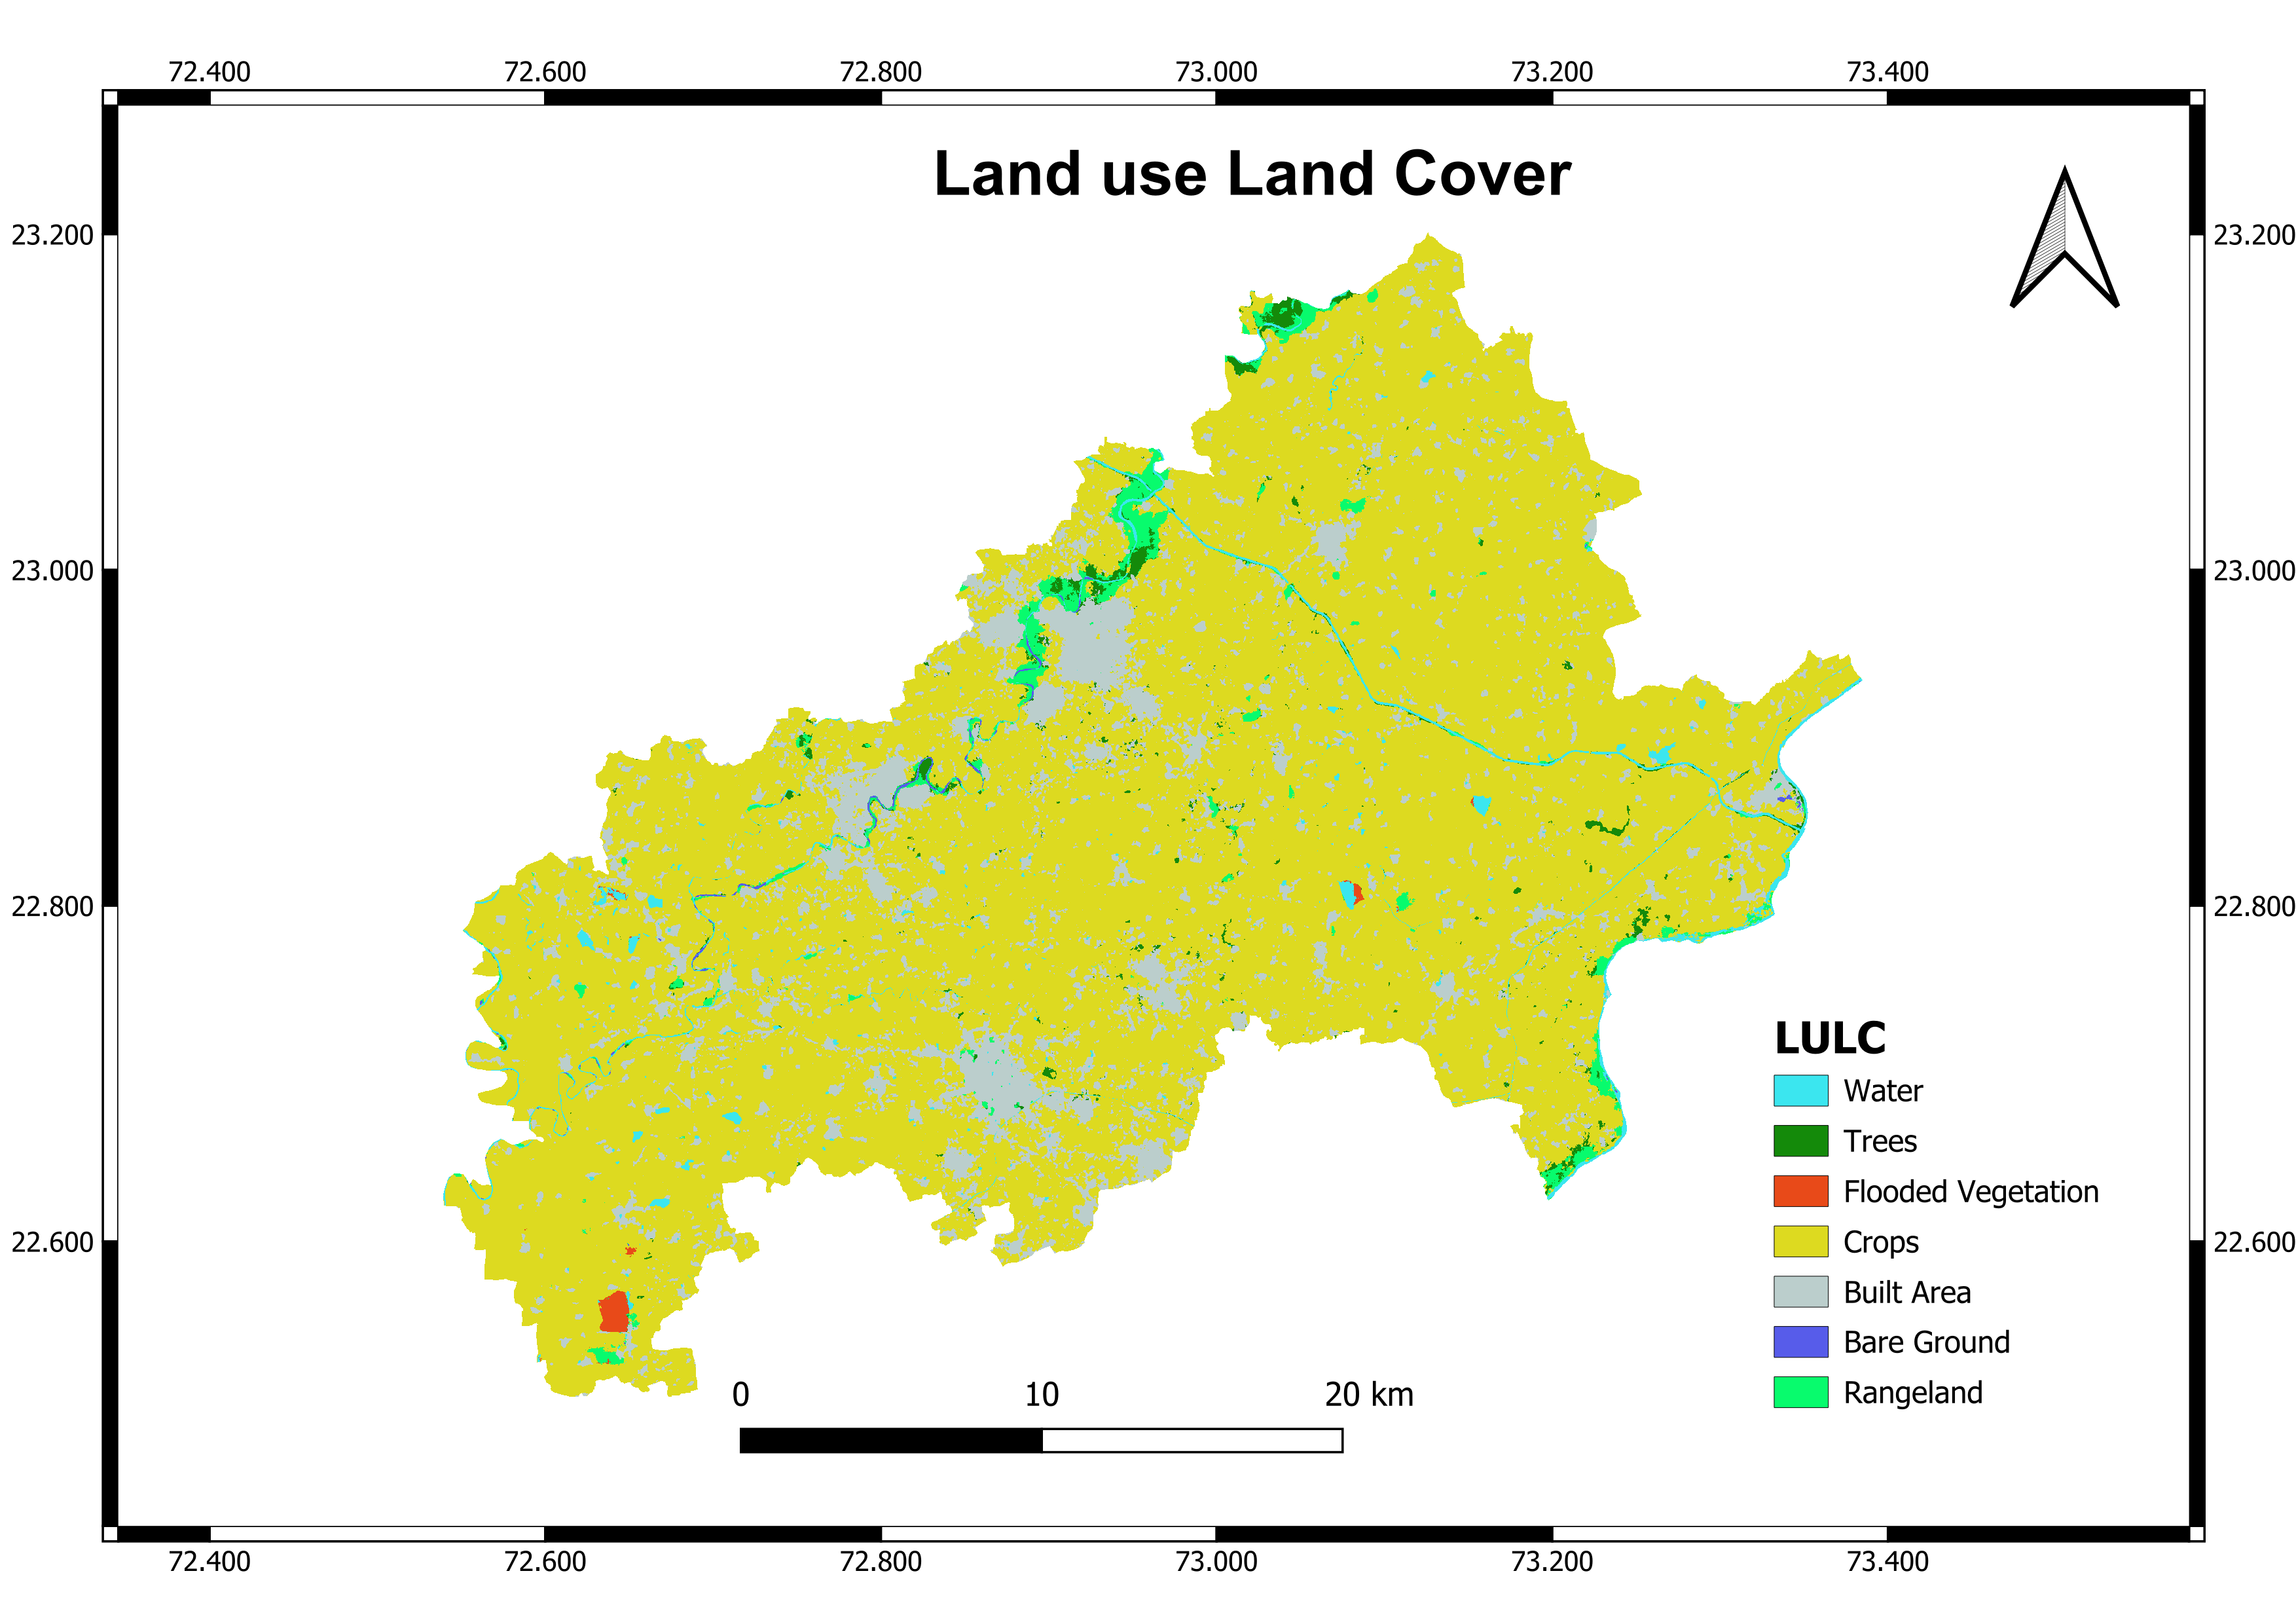 72.400 72.600 72.800 73.000 73.200 73.400
Land use Land Cover
23.200 23.200
23.000 23.000
22.800 22.800
LULC
Water
Trees
Flooded Vegetation
22.600 Crops 22.600
Built Area
Bare Ground
Rangeland
0 10 20 km
72.400 72.600 72.800 73.000 73.200 73.400